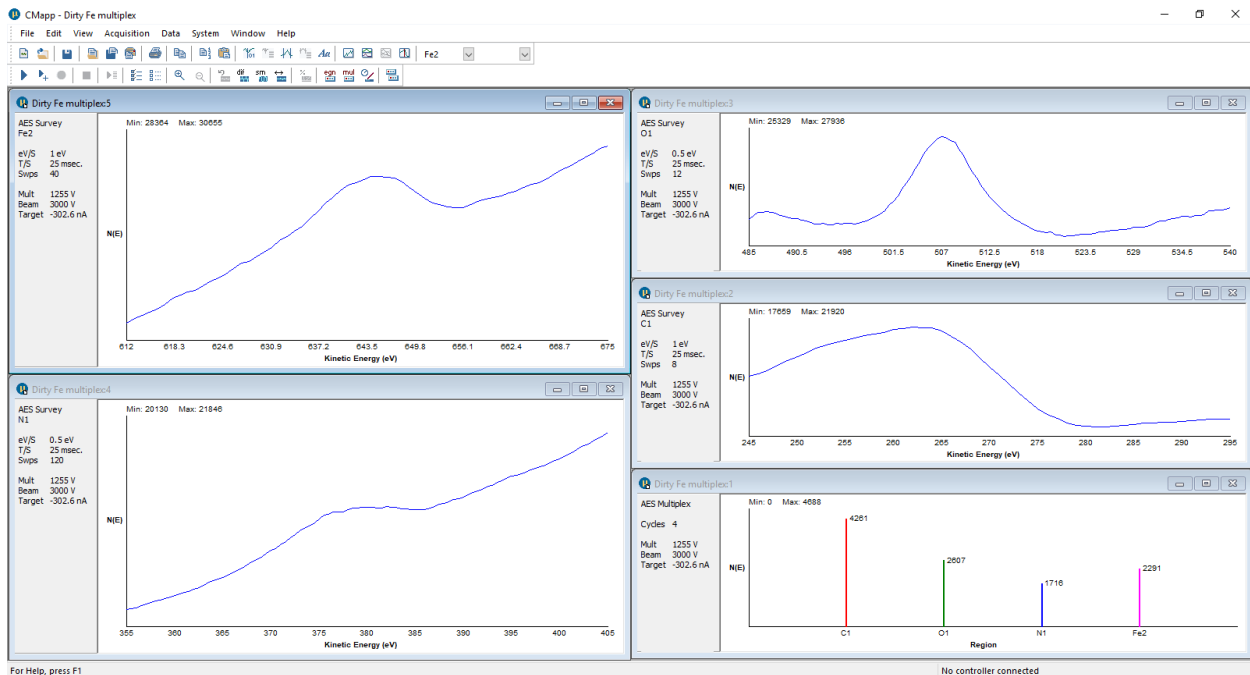 CMapp - Dirty Fe multiplex
File Edit View Acquisition Data System Window Help
Fe2
dif sm egn mul
Dirty Fe multiplex:5
AES Survey
Fe2
eV/S 1 eV
T/S 25 msec.
Swps 40
Mult 1255 V
Beam 3000 V
Target -302.6 nA
Min: 28364 Max: 30655
N(E)
612 618.3 624.6 630.9 637.2 643.5 649.8 656.1 662.4 668.7 675
Kinetic Energy (eV)
Dirty Fe multiplex:4
AES Survey
N1
eV/S 0.5 eV
T/S 25 msec.
Swps 120
Mult 1255 V
Beam 3000 V
Target -302.6 nA
Min: 20130 Max: 21846
N(E)
355 360 365 370 375 380 385 390 395 400 405
Kinetic Energy (eV)
Dirty Fe multiplex:3
AES Survey
O1
eV/S 0.5 eV
T/S 25 msec.
Swps 12
Mult 1255 V
Beam 3000 V
Target -302.6 nA
Min: 25329 Max: 27936
N(E)
485 490.5 496 501.5 507 512.5 518 523.5 529 534.5 540
Kinetic Energy (eV)
Dirty Fe multiplex:2
AES Survey
C1
eV/S 1 eV
T/S 25 msec.
Swps 8
Mult 1255 V
Beam 3000 V
Target -302.6 nA
Min: 17659 Max: 21920
N(E)
245 250 255 260 265 270 275 280 285 290 295
Kinetic Energy (eV)
Dirty Fe multiplex:1
AES Multiplex
Cycles 4
Mult 1255 V
Beam 3000 V
Target -302.6 nA
Min: 0 Max: 4688
N(E)
4261
2607
1716
2291
C1 O1 N1 Fe2
Region
For Help, press F1
No controller connected